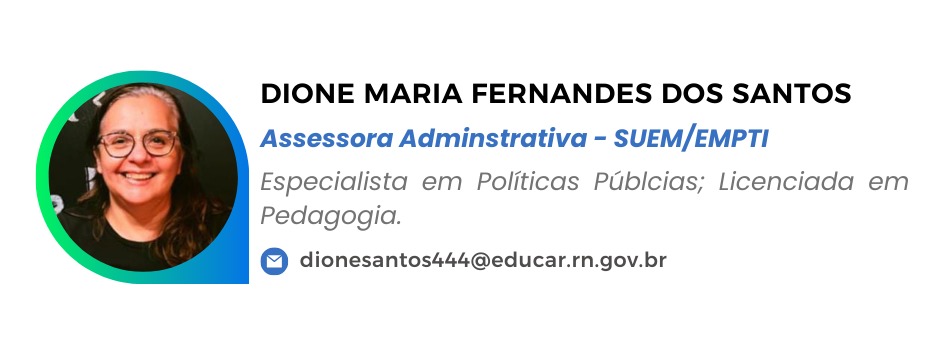 DIONE MARIA FERNANDES DOS SANTOS
Assessora Adminstrativa - SUEM/EMPTI
Especialista em Políticas Públcias; Licenciada em
Pedagogia.
dionesantos444@educar.rn.gov.br